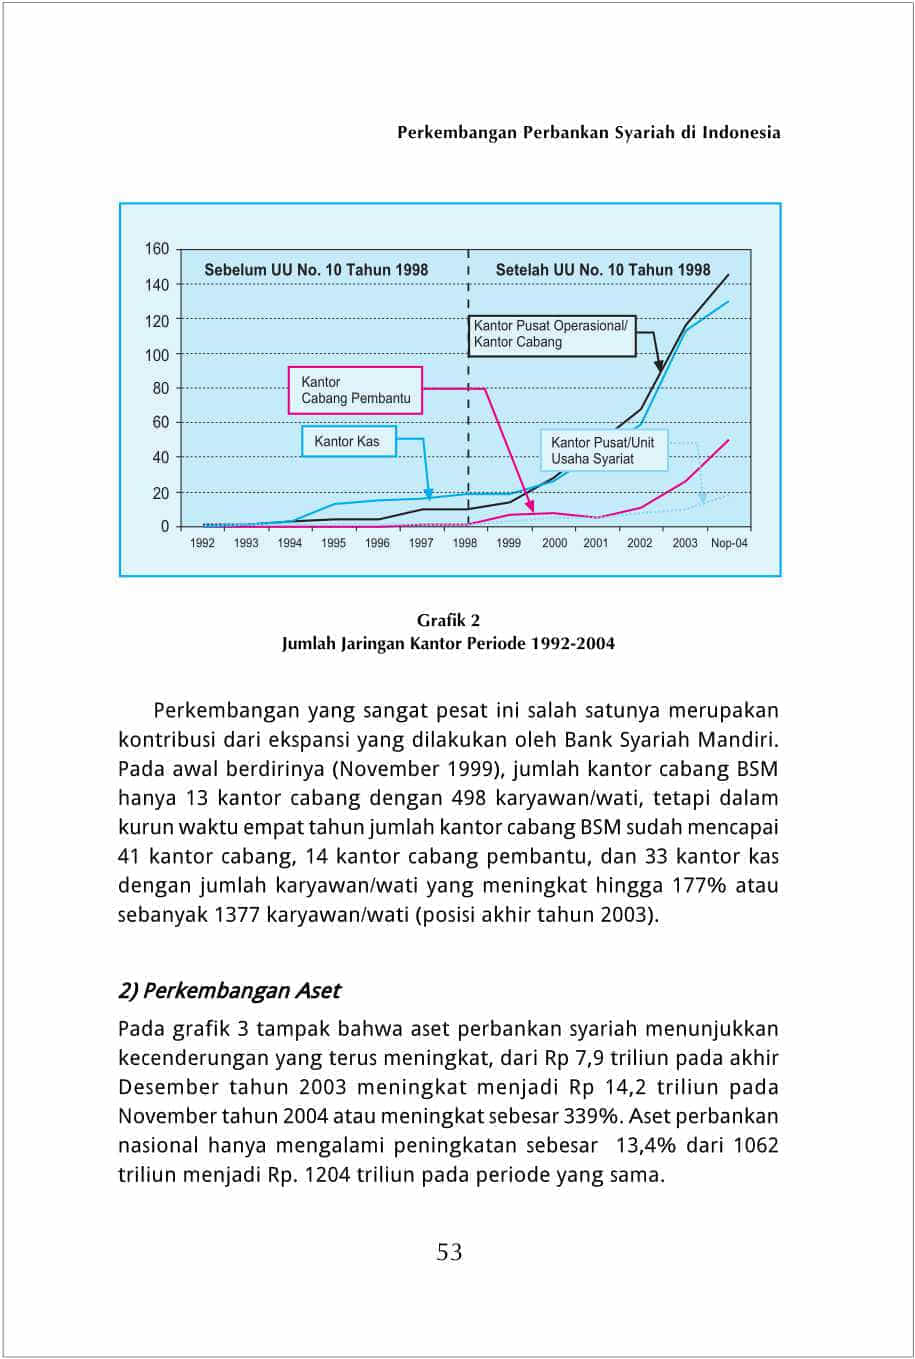 Perkembangan Perbankan Syariah di Indonesia
160
140
120
100
80
60
40
20
0
Sebelum UU No. 10 Tahun 1998
Setelah UU No. 10 Tahun 1998
Kantor Pusat Operasional/
Kantor Cabang
Kantor
Cabang Pembantu
Kantor Kas
Kantor Pusat/Unit
Usaha Syariat
1992 1993 1994 1995 1996 1997 1998 1999 2000 2001 2002 2003 Nop-04
Grafik 2
Jumlah Jaringan Kantor Periode 1992-2004
Perkembangan yang sangat pesat ini salah satunya merupakan
kontribusi dari ekspansi yang dilakukan oleh Bank Syariah Mandiri.
Pada awal berdirinya (November 1999), jumlah kantor cabang BSM
hanya 13 kantor cabang dengan 498 karyawan/wati, tetapi dalam
kurun waktu empat tahun jumlah kantor cabang BSM sudah mencapai
41 kantor cabang, 14 kantor cabang pembantu, dan 33 kantor kas
dengan jumlah karyawan/wati yang meningkat hingga 177% atau
sebanyak 1377 karyawan/wati (posisi akhir tahun 2003).
2) Perkembangan Aset
Pada grafik 3 tampak bahwa aset perbankan syariah menunjukkan
kecenderungan yang terus meningkat, dari Rp 7,9 triliun pada akhir
Desember tahun 2003 meningkat menjadi Rp 14,2 triliun pada
November tahun 2004 atau meningkat sebesar 339%. Aset perbankan
nasional hanya mengalami peningkatan sebesar 13,4% dari 1062
triliun menjadi Rp. 1204 triliun pada periode yang sama.
53